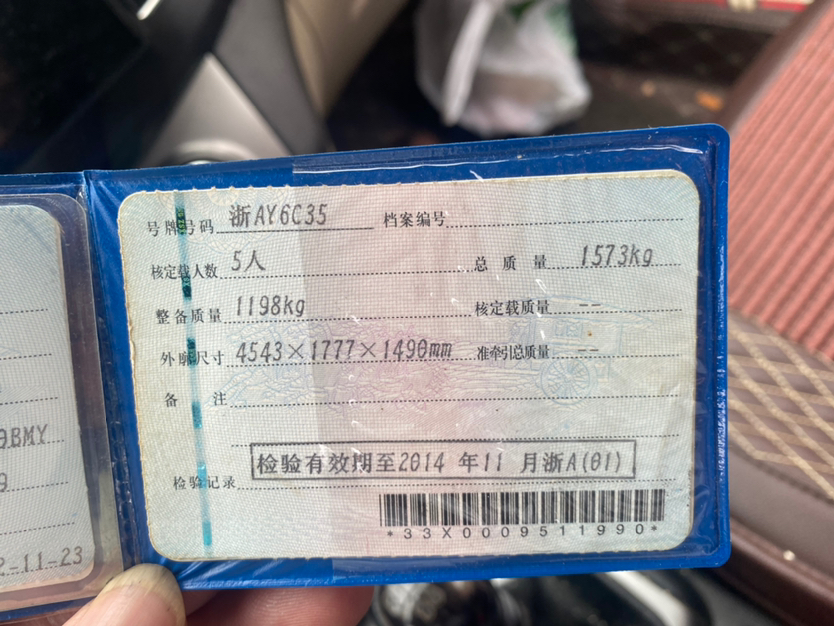 号牌号码 浙AY6C35 档案编号
核定载人数 5人 总质量 1573kg
整备质量 1198kg 核定载质量 --
外廓尺寸 4543×1777×1490mm 准牵引总质量 --
备注
检验有效期至2014年11月浙A(01)
检验记录
*33X0009511990*
9BMY
9
2-11-23